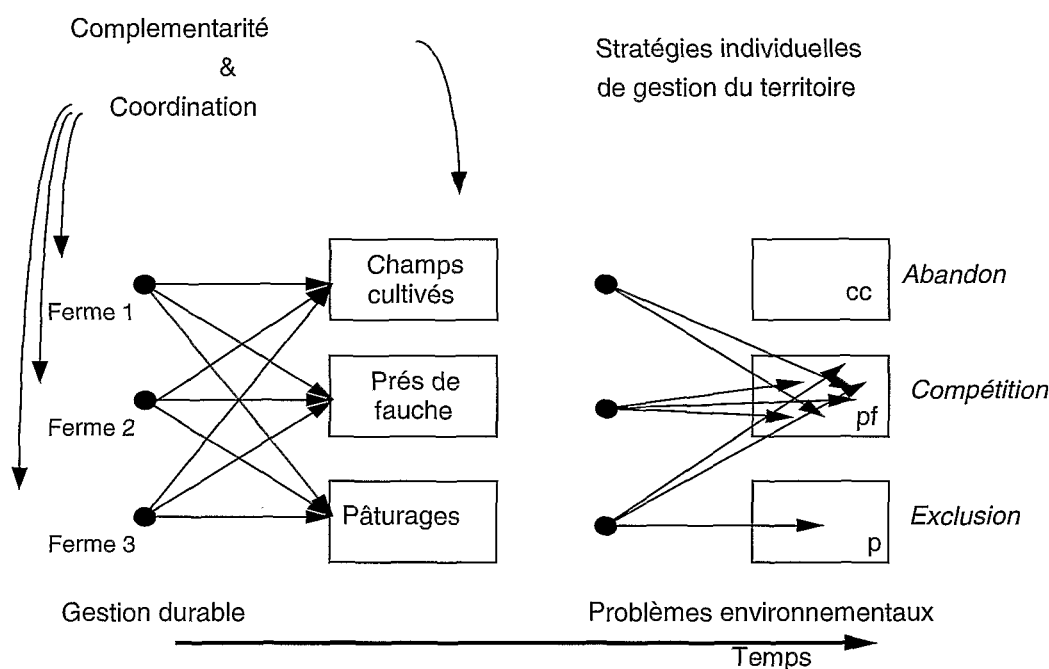 Complementarité
&
Coordination
Stratégies individuelles
de gestion du territoire
Ferme 1
Ferme 2
Ferme 3
Champs
cultivés
Prés de
fauche
Pâturages
cc
Abandon
pf
Compétition
p
Exclusion
Gestion durable
Problèmes environnementaux
Temps